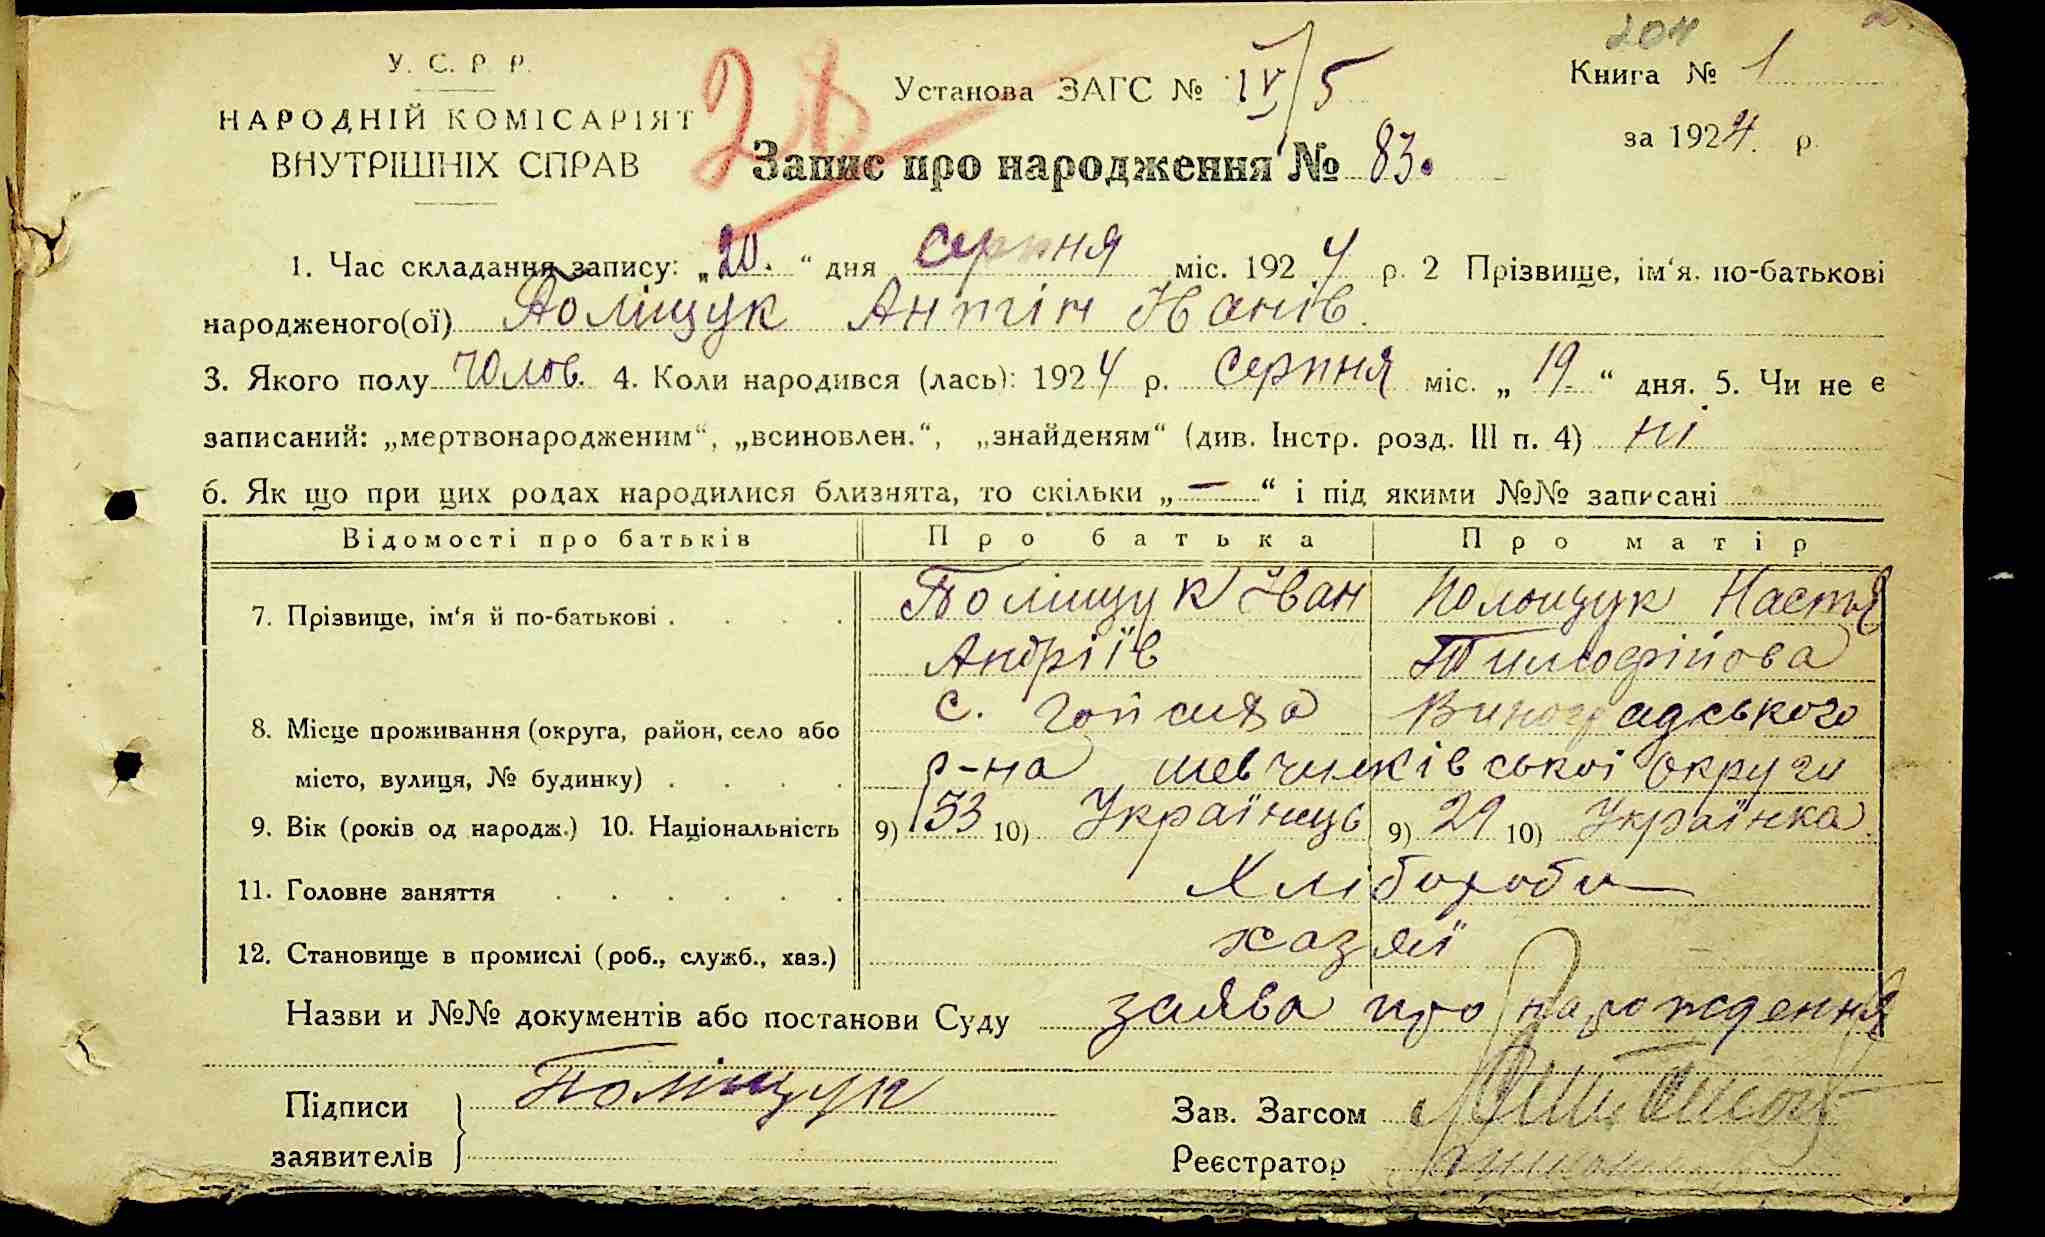 204
У. С. Р. Р.
НАРОДНІЙ КОМІСАРІЯТ
ВНУТРІШНІХ СПРАВ
28
Установа ЗАГС № IV/5
Книга № 1
за 1924. р.
Запис про народження № 83.
1. Час складання запису: „20.“ дня серпня міс. 1924 р. 2 Прізвище, ім‘я. по-батькові
народженого(ої) Поліщук Антін Іванів.
3. Якого полу чолов. 4. Коли народився (лась): 1924 р. Серпня міс. „19.“ дня. 5. Чи не є
записаний: „мертвонародженим“, „всиновлен.“, „знайденям“ (див. Інстр. розд. III п. 4) ні
6. Як що при цих родах народилися близнята, то скільки „—“ і під якими №№ записані
Відомості про батьків Про батька Про матір
7. Прізвище, ім‘я й по-батькові . . . . Поліщук Іван Поліщук Настя
Андріїв Тимофійова
8. Місце проживання (округа, район, село або с. Виноградського
місто, вулиця, № будинку) . . . . р-на шевченківської округи
9. Вік (років од народж.) 10. Національність 9) 33 10) Українець 9) 29 10) Українка.
11. Головне заняття . . . . . . Хлібороби
12. Становище в промислі (роб., служб., хаз.) хазяї
Назви и №№ документів або постанови Суду заява про народження
Підписи
заявителів
Поліщук
Зав. Загсом
Реєстратор